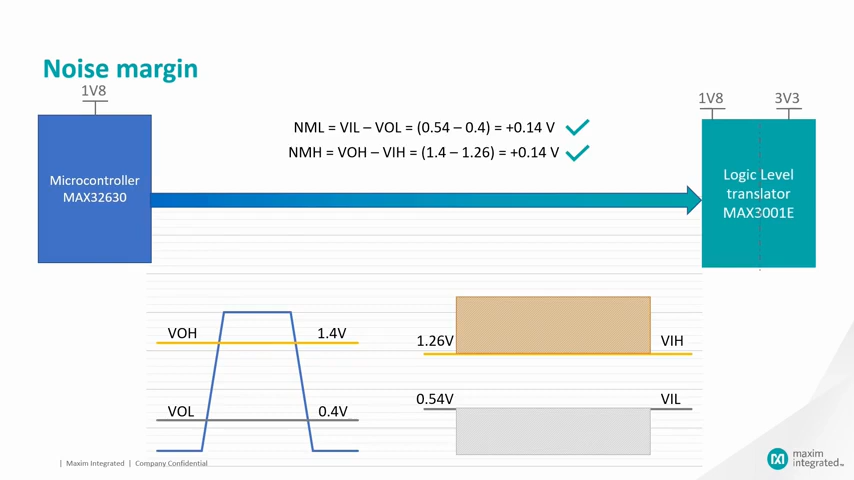 Noise margin
1V8
1V8
3V3
NML = VIL – VOL = (0.54 – 0.4) = +0.14 V
NMH = VOH – VIH = (1.4 – 1.26) = +0.14 V
Microcontroller
MAX32630
Logic Level
translator
MAX3001E
VOH
1.4V
1.26V
VIH
VOL
0.4V
0.54V
VIL
| Maxim Integrated | Company Confidential
maxim
integrated™